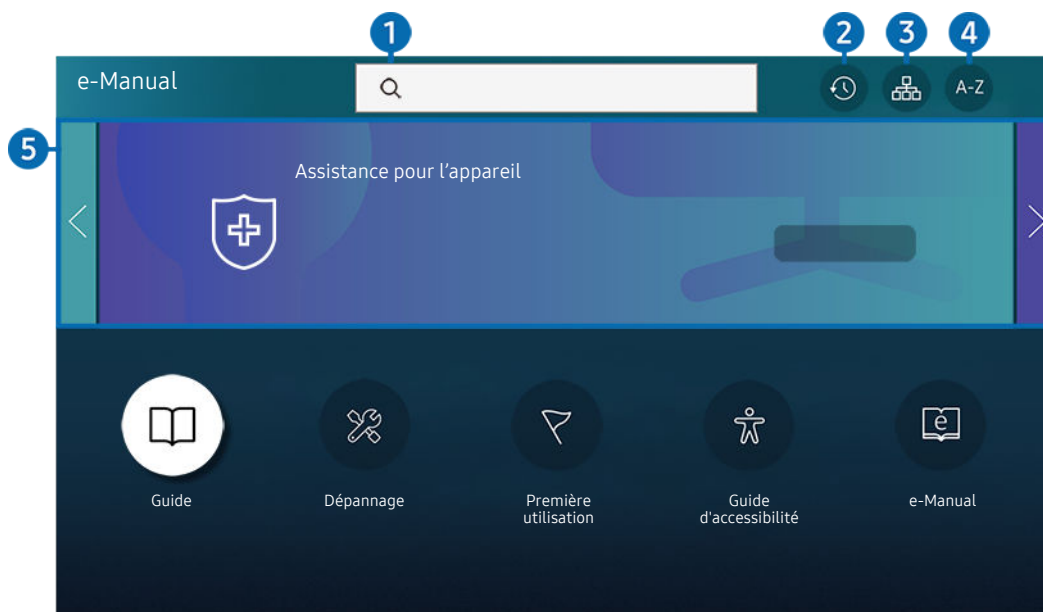 1
2
3
4
e-Manual
A-Z
5
Assistance pour l'appareil
Guide
Dépannage
Première
utilisation
Guide
d'accessibilité
e-Manual